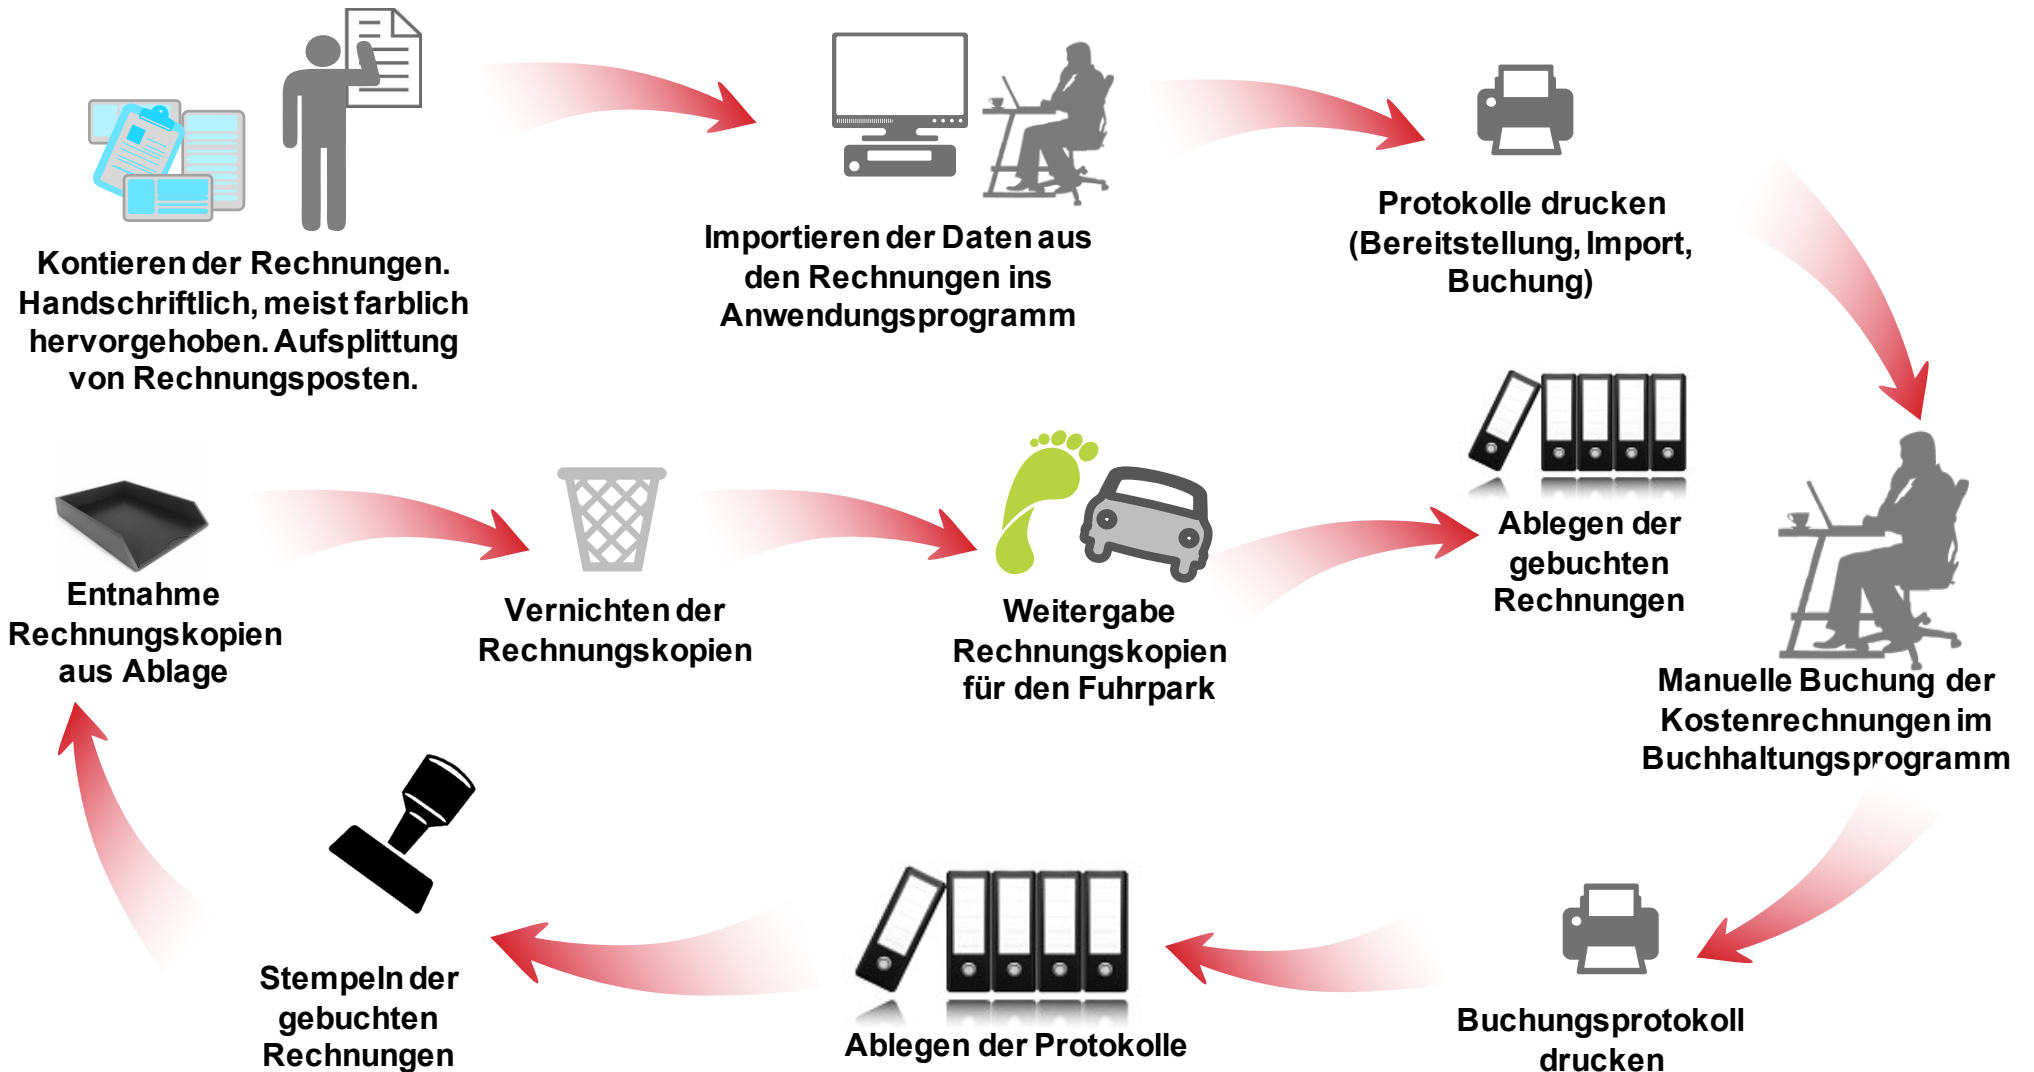 Kontieren der Rechnungen.
Handschriftlich, meist farblich
hervorgehoben. Aufsplittung
von Rechnungsposten.
Importieren der Daten aus
den Rechnungen ins
Anwendungsprogramm
Protokolle drucken
(Bereitstellung, Import,
Buchung)
Manuelle Buchung der
Kostenrechnungen im
Buchhaltungsprogramm
Buchungsprotokoll
drucken
Ablegen der Protokolle
Stempeln der
gebuchten
Rechnungen
Entnahme
Rechnungskopien
aus Ablage
Vernichten der
Rechnungskopien
Weitergabe
Rechnungskopien
für den Fuhrpark
Ablegen der
gebuchten
Rechnungen